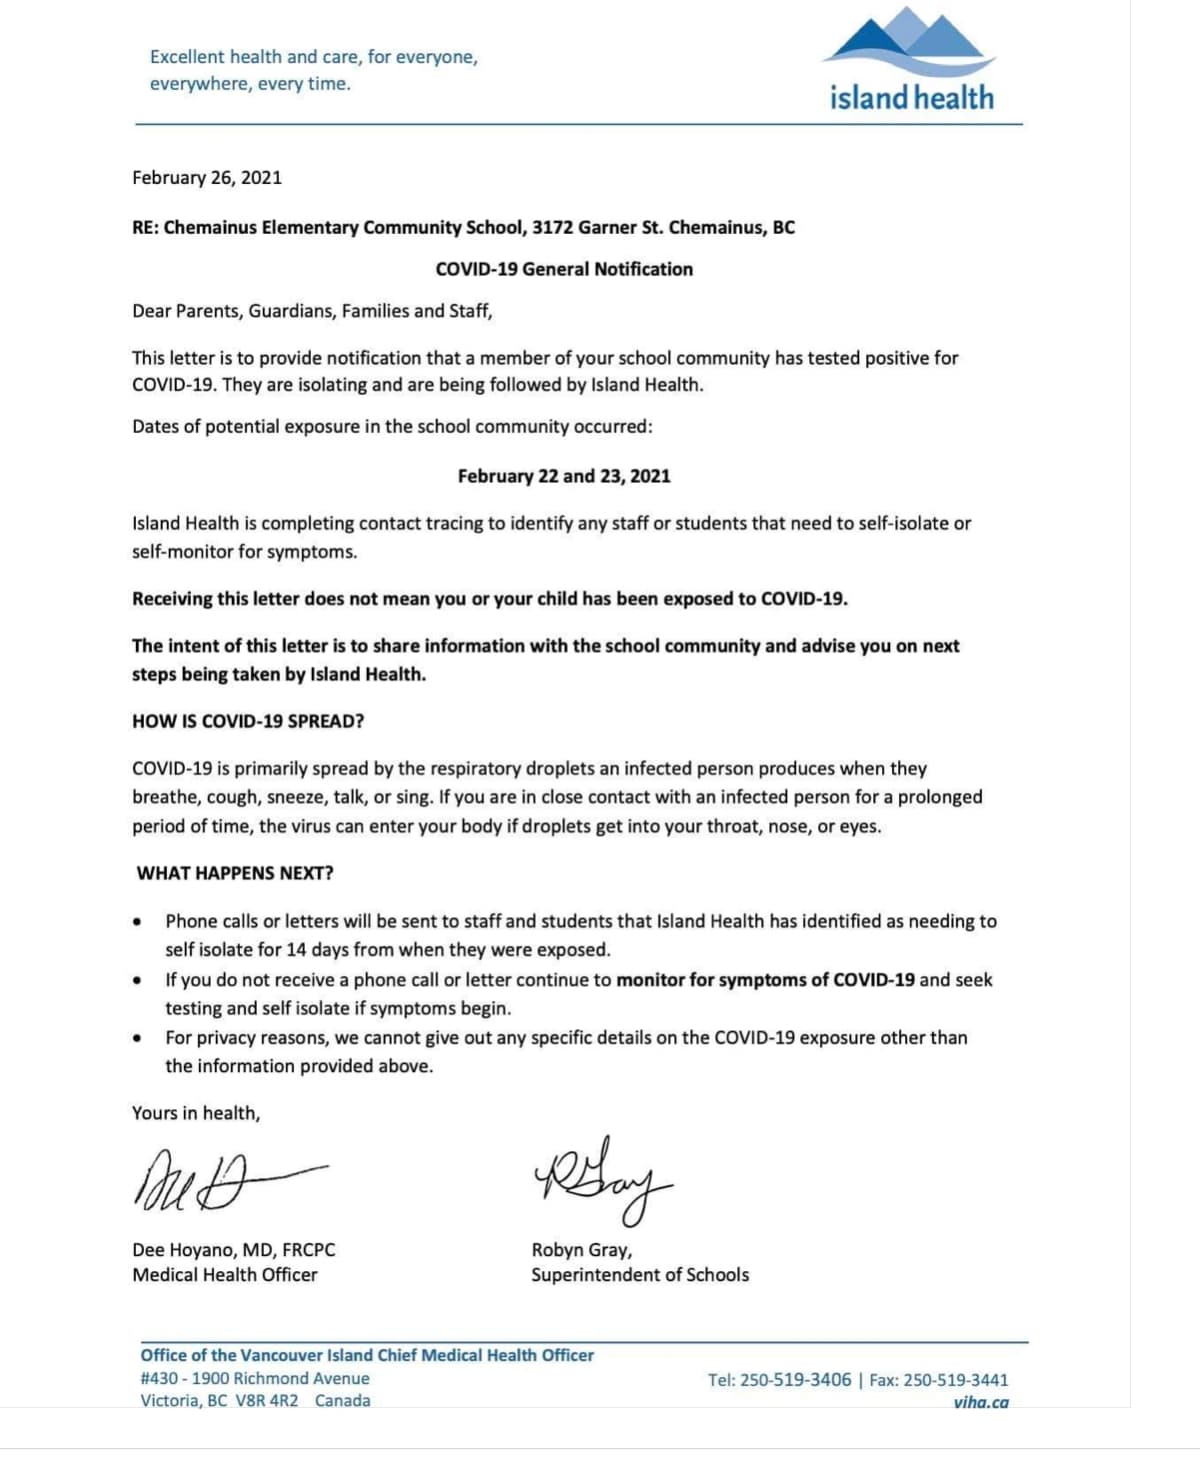 Excellent health and care, for everyone,
everywhere, every time.
island health
February 26, 2021
RE: Chemainus Elementary Community School, 3172 Garner St. Chemainus, BC
COVID-19 General Notification
Dear Parents, Guardians, Families and Staff,
This letter is to provide notification that a member of your school community has tested positive for
COVID-19. They are isolating and are being followed by Island Health.
Dates of potential exposure in the school community occurred:
February 22 and 23, 2021
Island Health is completing contact tracing to identify any staff or students that need to self-isolate or
self-monitor for symptoms.
Receiving this letter does not mean you or your child has been exposed to COVID-19.
The intent of this letter is to share information with the school community and advise you on next
steps being taken by Island Health.
HOW IS COVID-19 SPREAD?
COVID-19 is primarily spread by the respiratory droplets an infected person produces when they
breathe, cough, sneeze, talk, or sing. If you are in close contact with an infected person for a prolonged
period of time, the virus can enter your body if droplets get into your throat, nose, or eyes.
WHAT HAPPENS NEXT?
• Phone calls or letters will be sent to staff and students that Island Health has identified as needing to
self isolate for 14 days from when they were exposed.
• If you do not receive a phone call or letter continue to monitor for symptoms of COVID-19 and seek
testing and self isolate if symptoms begin.
• For privacy reasons, we cannot give out any specific details on the COVID-19 exposure other than
the information provided above.
Yours in health,
RGray
Dee Hoyano, MD, FRCPC
Medical Health Officer
Robyn Gray,
Superintendent of Schools
Office of the Vancouver Island Chief Medical Health Officer
#430 - 1900 Richmond Avenue
Victoria, BC V8R 4R2 Canada
Tel: 250-519-3406 | Fax: 250-519-3441
viha.ca